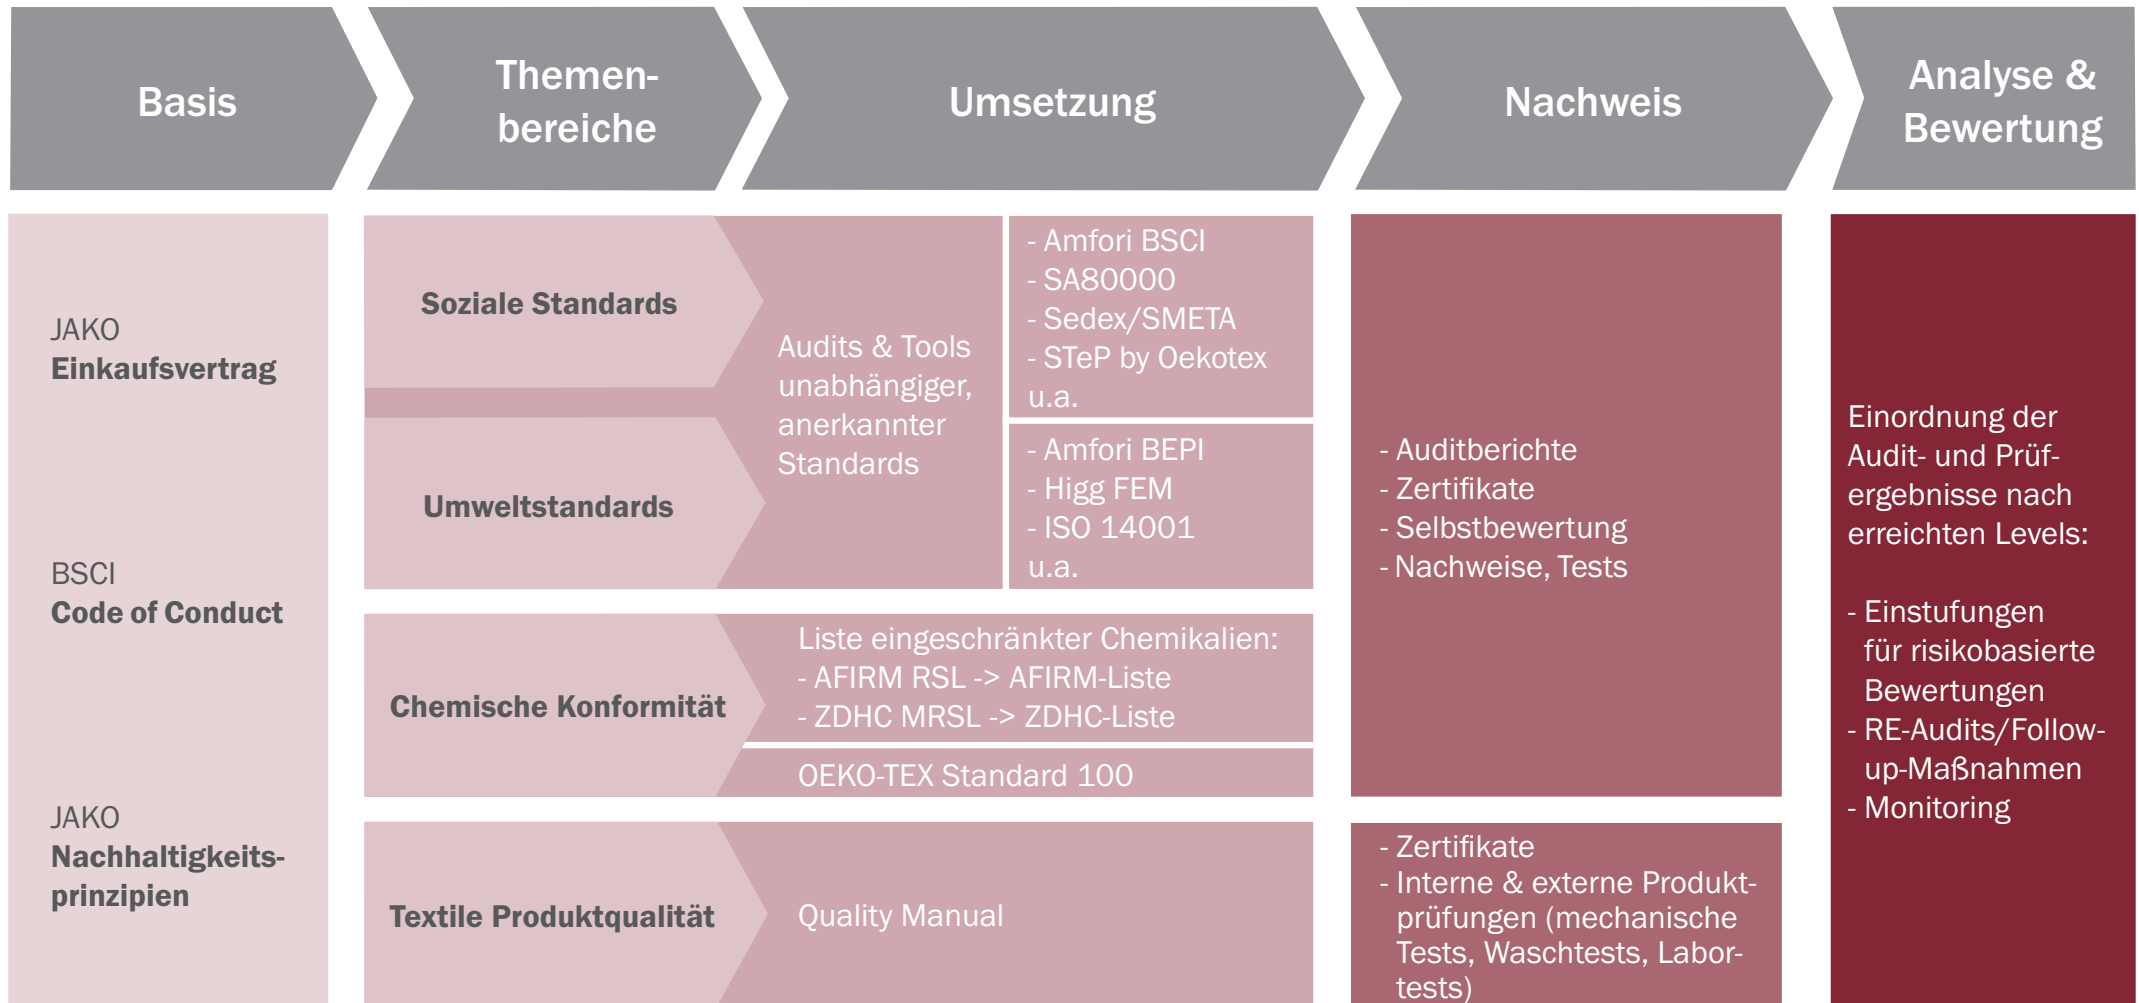 Basis
Themen-
bereiche
Umsetzung
Nachweis
Analyse &
Bewertung
JAKO
Einkaufsvertrag
BSCI
Code of Conduct
JAKO
Nachhaltigkeits-
prinzipien
Soziale Standards
Umweltstandards
Audits & Tools
unabhängiger,
anerkannter
Standards
- Amfori BSCI
- SA80000
- Sedex/SMETA
- STeP by Oekotex
u.a.
- Amfori BEPI
- Higg FEM
- ISO 14001
u.a.
Chemische Konformität
Liste eingeschränkter Chemikalien:
- AFIRM RSL -> AFIRM-Liste
- ZDHC MRSL -> ZDHC-Liste
OEKO-TEX Standard 100
Textile Produktqualität
Quality Manual
- Auditberichte
- Zertifikate
- Selbstbewertung
- Nachweise, Tests
- Zertifikate
- Interne & externe Produkt-
prüfungen (mechanische
Tests, Waschtests, Labor-
tests)
Einordnung der
Audit- und Prüf-
ergebnisse nach
erreichten Levels:
- Einstufungen
für risikobasierte
Bewertungen
- RE-Audits/Follow-
up-Maßnahmen
- Monitoring